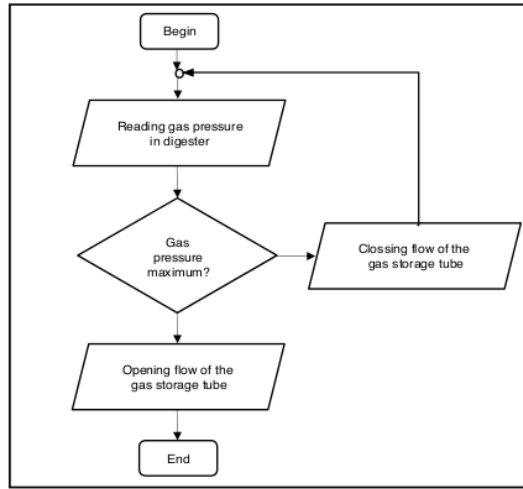 Begin
Reading gas pressure
in digester
Gas
pressure
maximum?
Clossing flow of the
gas storage tube
Opening flow of the
gas storage tube
End